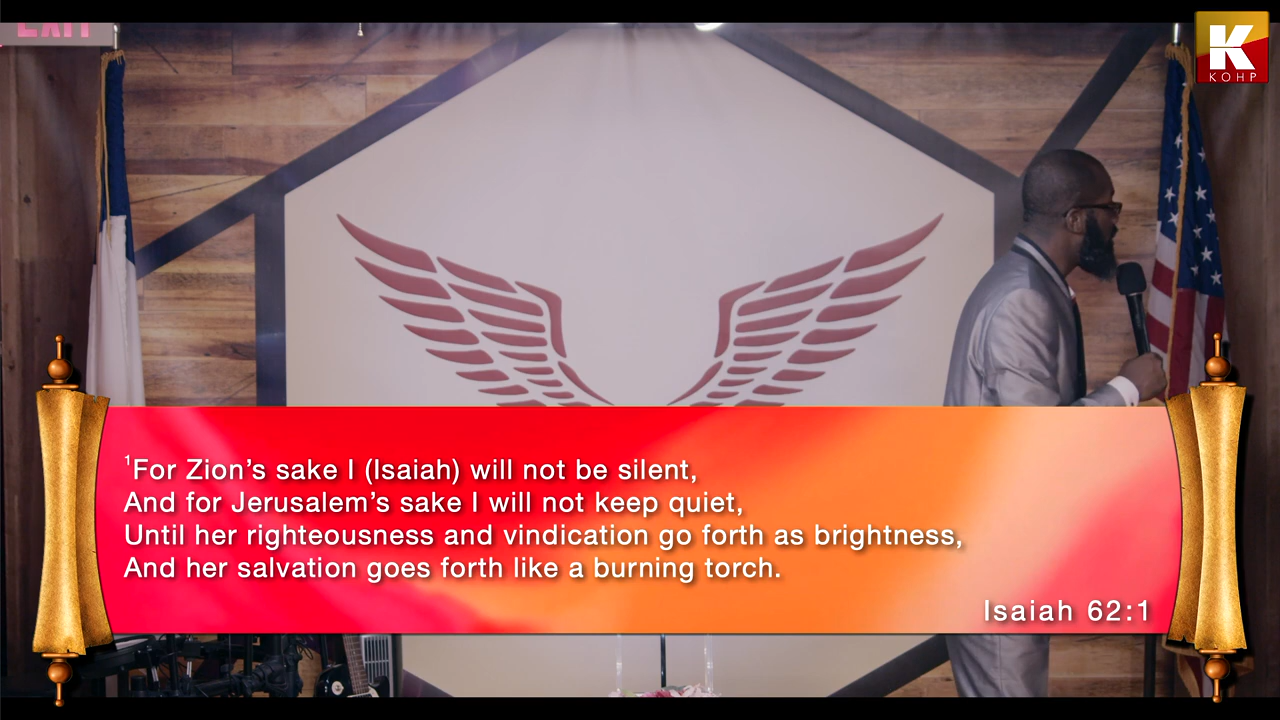 EXIT
K
KOHP
¹For Zion’s sake I (Isaiah) will not be silent,
And for Jerusalem’s sake I will not keep quiet,
Until her righteousness and vindication go forth as brightness,
And her salvation goes forth like a burning torch.
Isaiah 62:1